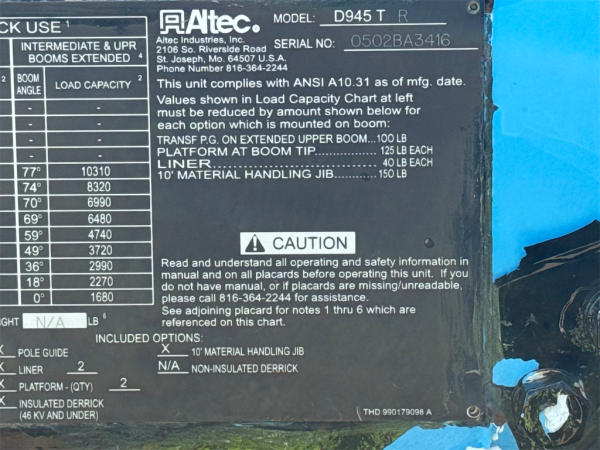 CK USE 1
INTERMEDIATE & UPR
BOOMS EXTENDED 4
2 BOOM ANGLE LOAD CAPACITY 2
- -
- -
- -
- -
77° 10310
74° 8320
70° 6990
69° 6480
59° 4740
49° 3720
36° 2990
18° 2270
0° 1680
GHT N/A LB 6
Altec®
Altec Industries, Inc.
2106 So. Riverside Road
St. Joseph, Mo. 64507 U.S.A.
Phone Number 816-364-2244
MODEL: D945 T R
SERIAL NO: 0502BA3416
This unit complies with ANSI A10.31 as of mfg. date.
Values shown in Load Capacity Chart at left
must be reduced by amount shown below for
each option which is mounted on boom:
TRANSF P.G. ON EXTENDED UPPER BOOM...100 LB
PLATFORM AT BOOM TIP................. 125 LB EACH
LINER................................ 40 LB EACH
10' MATERIAL HANDLING JIB........... 150 LB
CAUTION
Read and understand all operating and safety information in
manual and on all placards before operating this unit. If you
do not have manual, or if placards are missing/unreadable,
please call 816-364-2244 for assistance.
See adjoining placard for notes 1 thru 6 which are
referenced on this chart.
INCLUDED OPTIONS:
X POLE GUIDE
X LINER 2
X PLATFORM - (QTY) 2
X INSULATED DERRICK
(46 KV AND UNDER)
X 10' MATERIAL HANDLING JIB
N/A NON-INSULATED DERRICK
THD 990179098 A